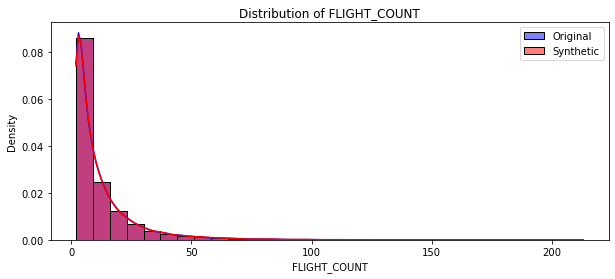 Distribution of FLIGHT_COUNT
Original
Synthetic
Density
0.08
0.06
0.04
0.02
0.00
0
50
100
150
200
FLIGHT_COUNT